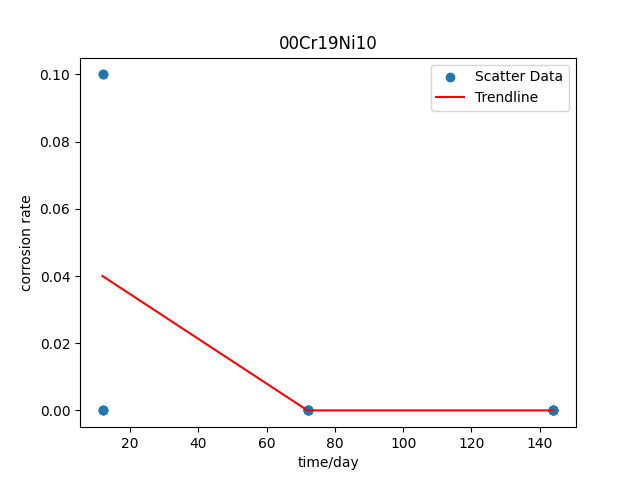 00Cr19Ni10
Scatter Data
Trendline
corrosion rate
0.10
0.08
0.06
0.04
0.02
0.00
20 40 60 80 100 120 140
time/day